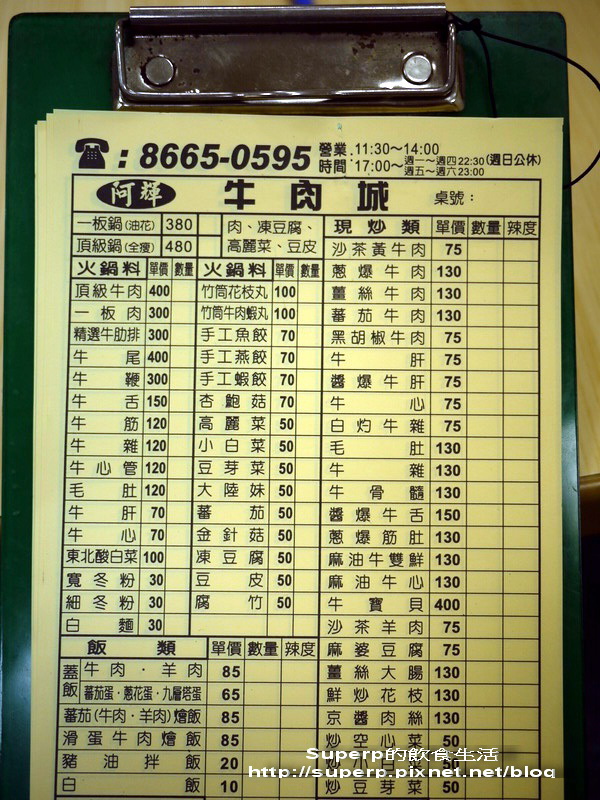 ☎：8665-0595 營業時間：11:30～14:00
17:00～週一～週四22:30 週五～週六23:00 (週日公休)
阿輝 牛肉城 桌號：
一板鍋(油花) 380
頂級鍋(全瘦) 480
肉、凍豆腐、
高麗菜、豆皮
火鍋料 單價 數量
頂級牛肉 400
一板肉 300
精選牛肋排 300
牛尾 400
牛鞭 300
牛舌 150
牛筋 120
牛雜 120
牛心管 120
毛肚 120
牛肝 70
牛心 70
東北酸白菜 100
寬冬粉 30
細冬粉 30
白麵 30
火鍋料 單價 數量
竹筒花枝丸 100
竹筒牛肉蝦丸 100
手工魚餃 70
手工燕餃 70
手工蝦餃 70
杏鮑菇 70
高麗菜 50
小白菜 50
豆芽菜 50
大陸妹 50
蕃茄 50
金針菇 50
凍豆腐 50
豆皮 50
腐竹 50
飯類 單價 數量 辣度
蓋飯 牛肉．羊肉 85
蕃茄蛋．蔥花蛋．九層塔蛋 65
蕃茄(牛肉．羊肉)燴飯 85
滑蛋牛肉燴飯 85
豬油拌飯 20
白飯 10
現炒類 單價 數量 辣度
沙茶黃牛肉 75
蔥爆牛肉 130
薑絲牛肉 130
蕃茄牛肉 130
黑胡椒牛肉 75
牛肝 75
醬爆牛肝 75
牛心 75
白灼牛雜 75
毛肚 130
牛雜 130
牛骨髓 130
醬爆牛舌 150
蔥爆筋肚 130
麻油牛雙鮮 130
麻油牛心 130
牛寶貝 400
沙茶羊肉 75
麻婆豆腐 75
薑絲大腸 130
鮮炒花枝 130
京醬肉絲 130
炒空心菜 50
炒小白菜 50
炒豆芽菜 50
Superp的飲食生活
http://superp.pixnet.net/blog